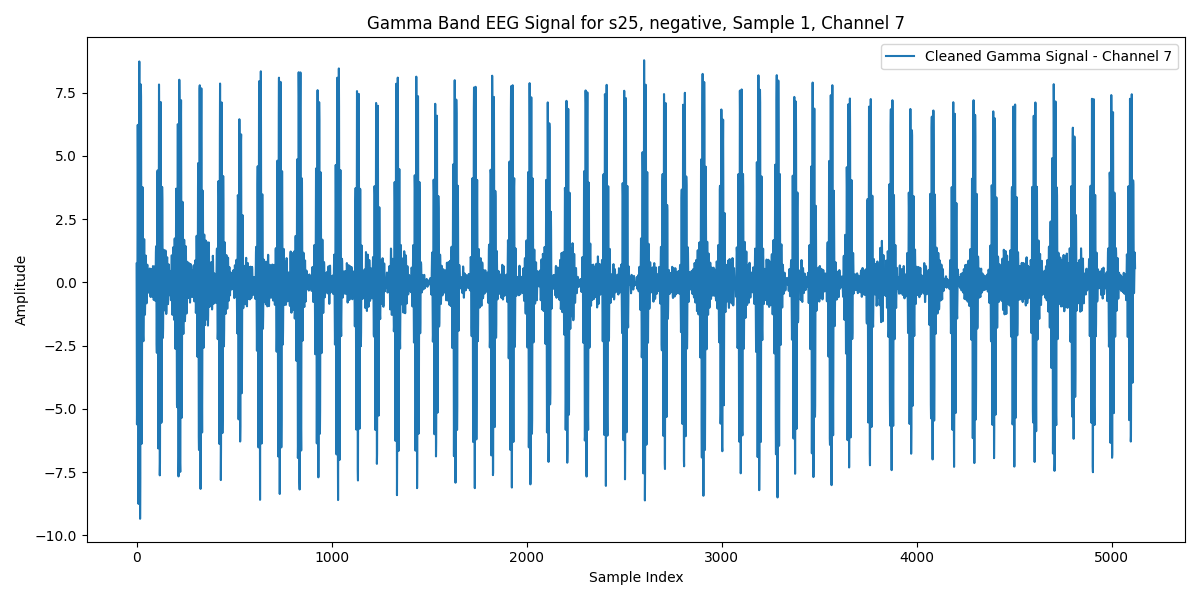 Gamma Band EEG Signal for s25, negative, Sample 1, Channel 7
Cleaned Gamma Signal - Channel 7
7.5
5.0
2.5
0.0
−2.5
−5.0
−7.5
−10.0
Amplitude
0 1000 2000 3000 4000 5000
Sample Index